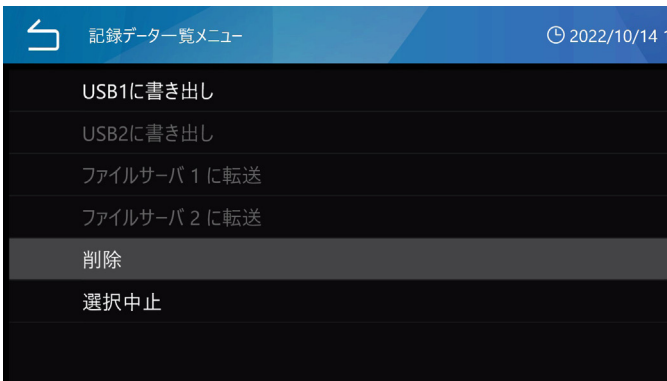 記録データ一覧メニュー
2022/10/14 1
USB1に書き出し
USB2に書き出し
ファイルサーバ 1 に転送
ファイルサーバ 2 に転送
削除
選択中止